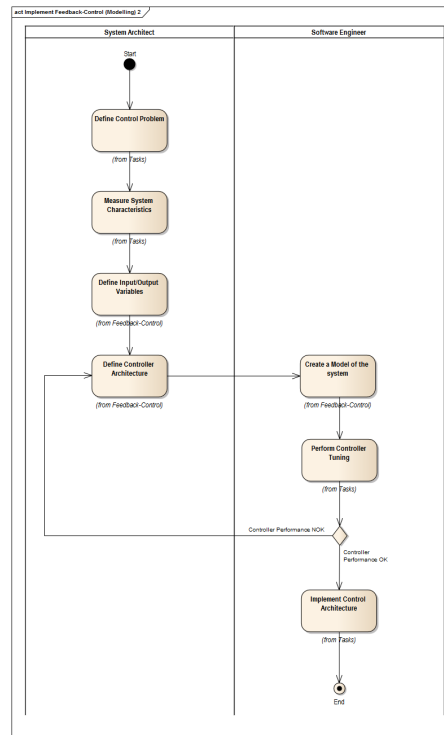 act Implement Feedback-Control (Modelling) 2
System Architect
Software Engineer
Start
Define Control Problem
(from Tasks)
Measure System
Characteristics
(from Tasks)
Define Input/Output
Variables
(from Feedback-Control)
Define Controller
Architecture
(from Feedback-Control)
Create a Model of the
system
(from Feedback-Control)
Perform Controller
Tuning
(from Tasks)
Controller Performance NOK
Controller
Performance OK
Implement Control
Architecture
(from Tasks)
End